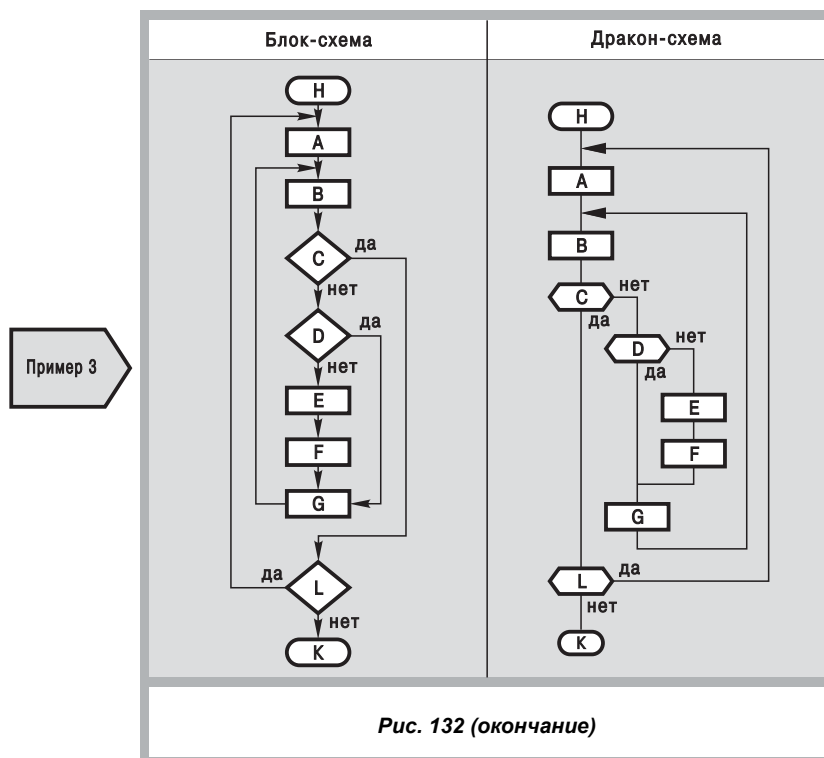 Блок-схема
Дракон-схема
Пример 3
H
A
B
C
да
нет
D
да
нет
E
F
G
да
L
нет
K
H
A
B
C
нет
да
D
нет
да
E
F
G
L
да
нет
K
Рис. 132 (окончание)